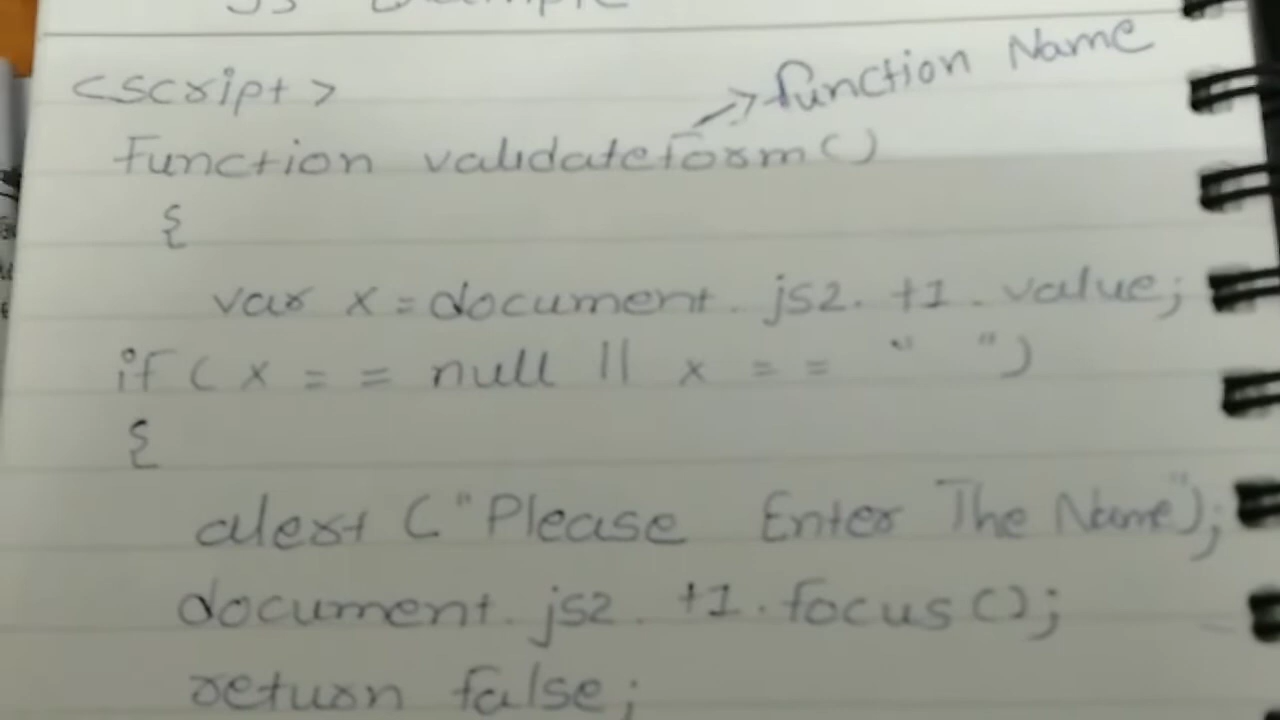 <script>
function Name
Function validateForm()
{
var x = document. js2. t1. value;
if ( x = = null || x = = " ")
{
alert ("Please Enter The Name");
document. js2. t1. focus();
return false;